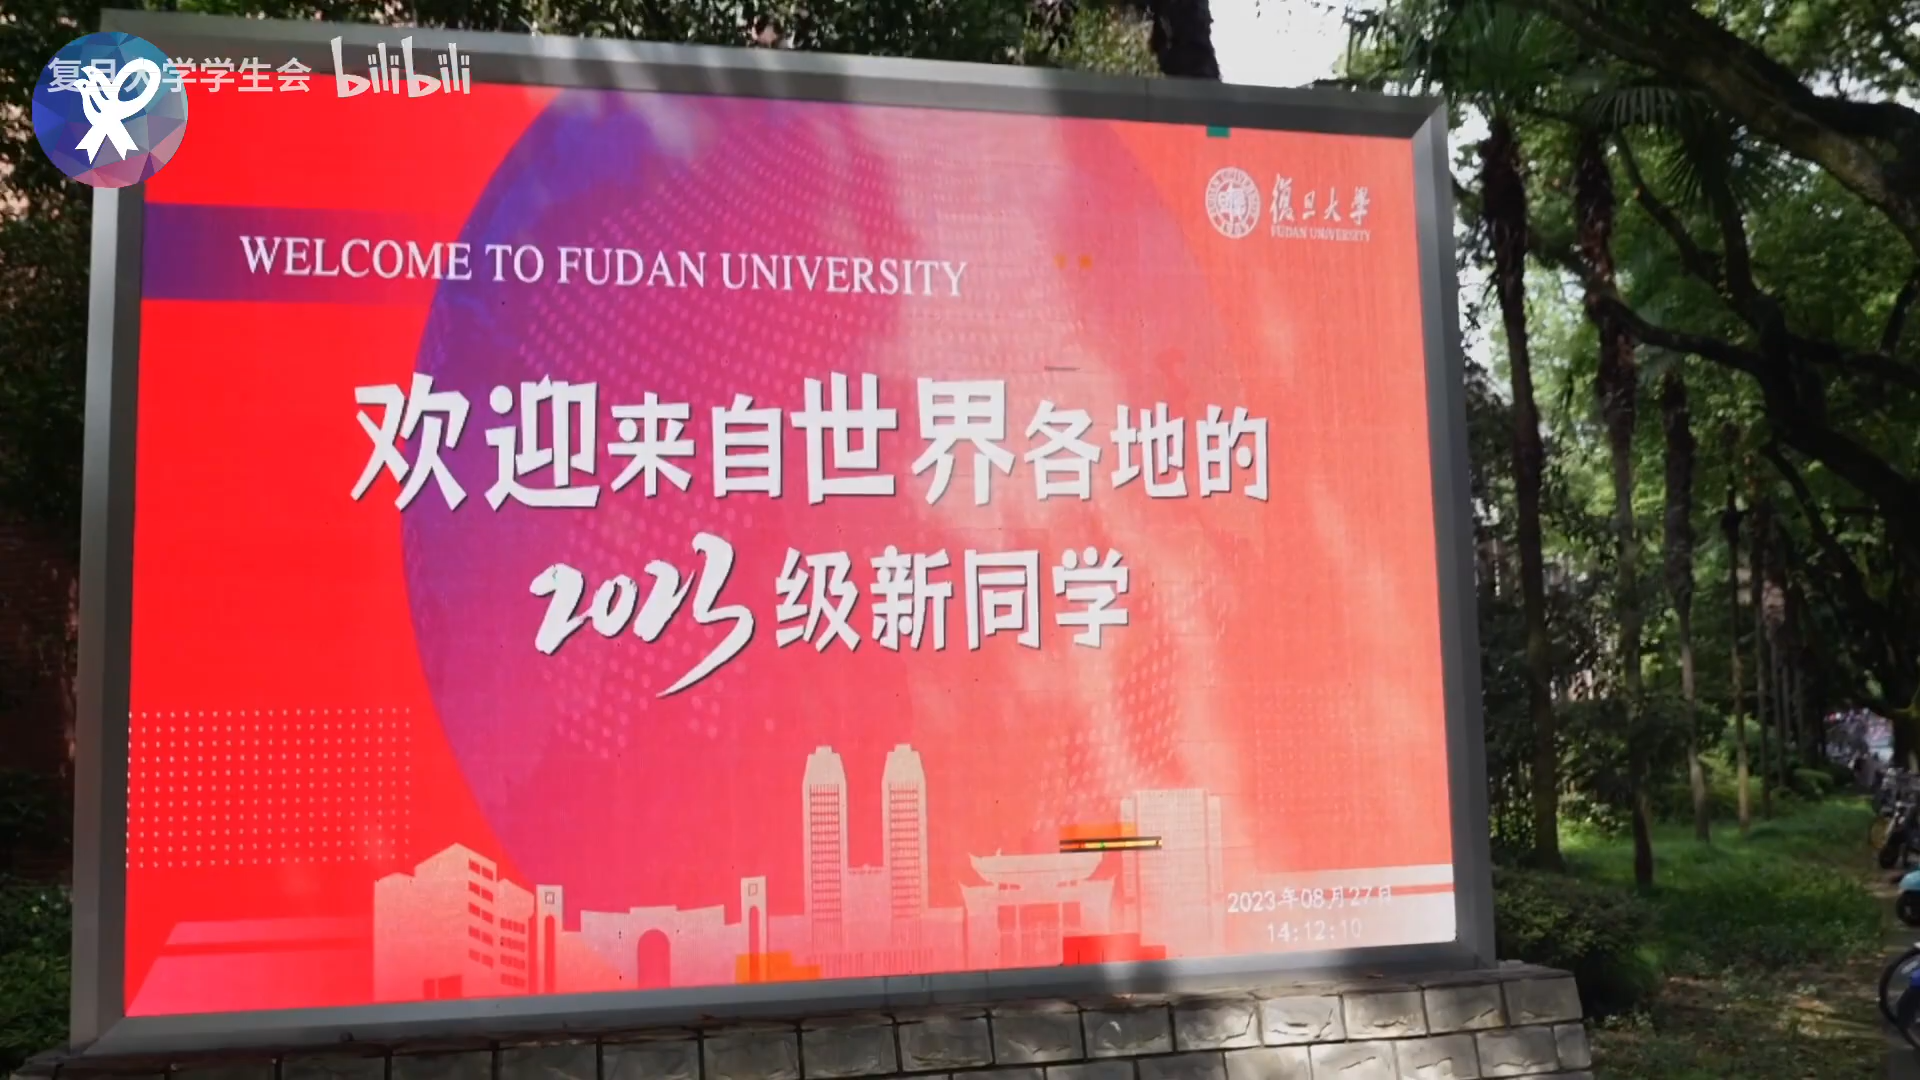 复旦大学学生会 bilibili
復旦大學
FUDAN UNIVERSITY
WELCOME TO FUDAN UNIVERSITY
欢迎来自世界各地的
2023级新同学
2023年08月27日
14:12:10